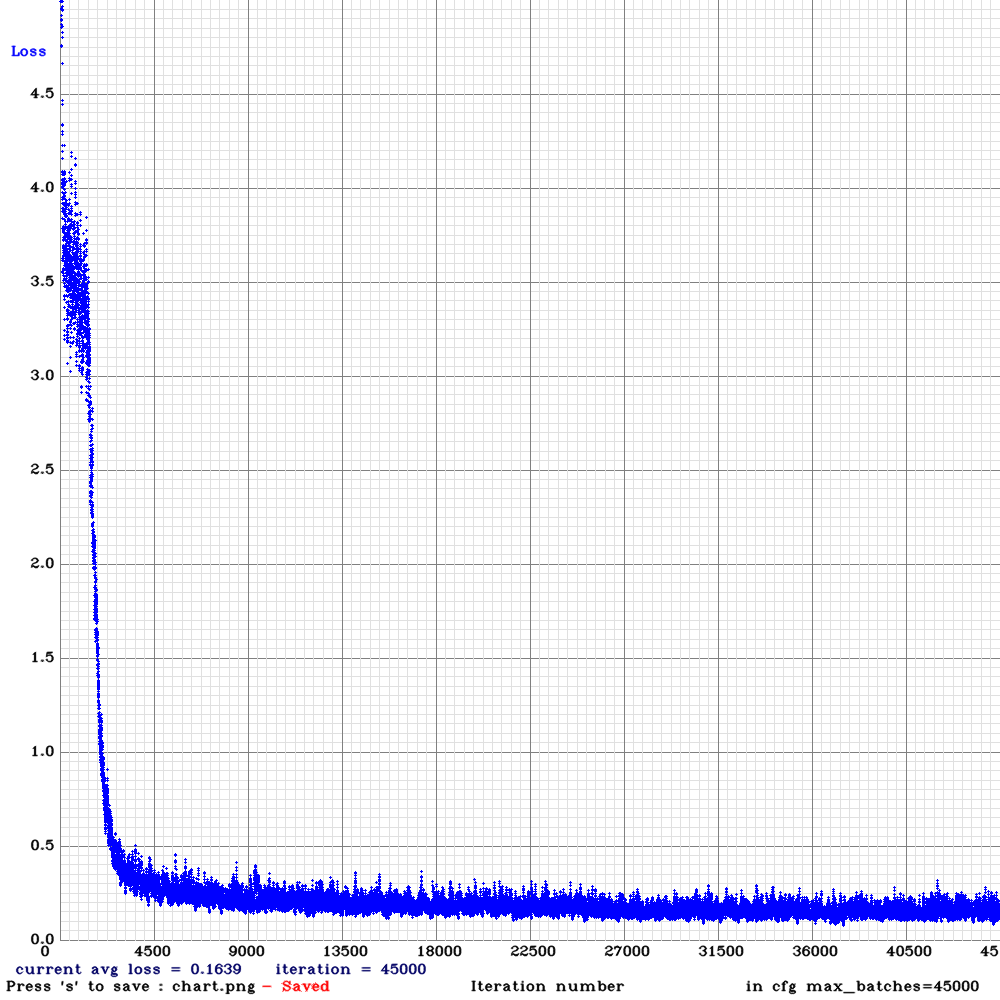 Loss
4.5
4.0
3.5
3.0
2.5
2.0
1.5
1.0
0.5
0.0
0 4500 9000 13500 18000 22500 27000 31500 36000 40500 45
current avg loss = 0.1639 iteration = 45000
Press 's' to save : chart.png - Saved Iteration number in cfg max_batches=45000